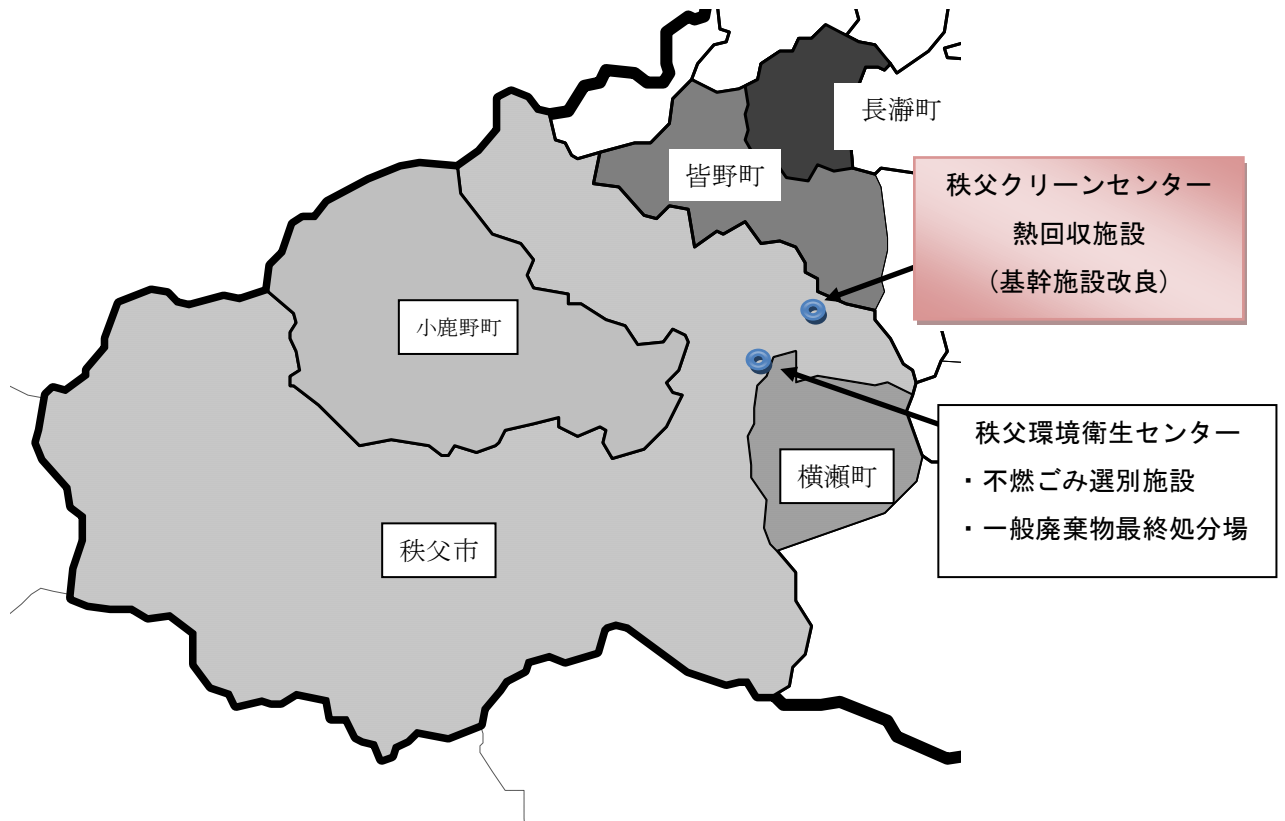 長瀞町
皆野町
秩父クリーンセンター
熱回収施設
（基幹施設改良）
小鹿野町
秩父環境衛生センター
・不燃ごみ選別施設
・一般廃棄物最終処分場
横瀬町
秩父市